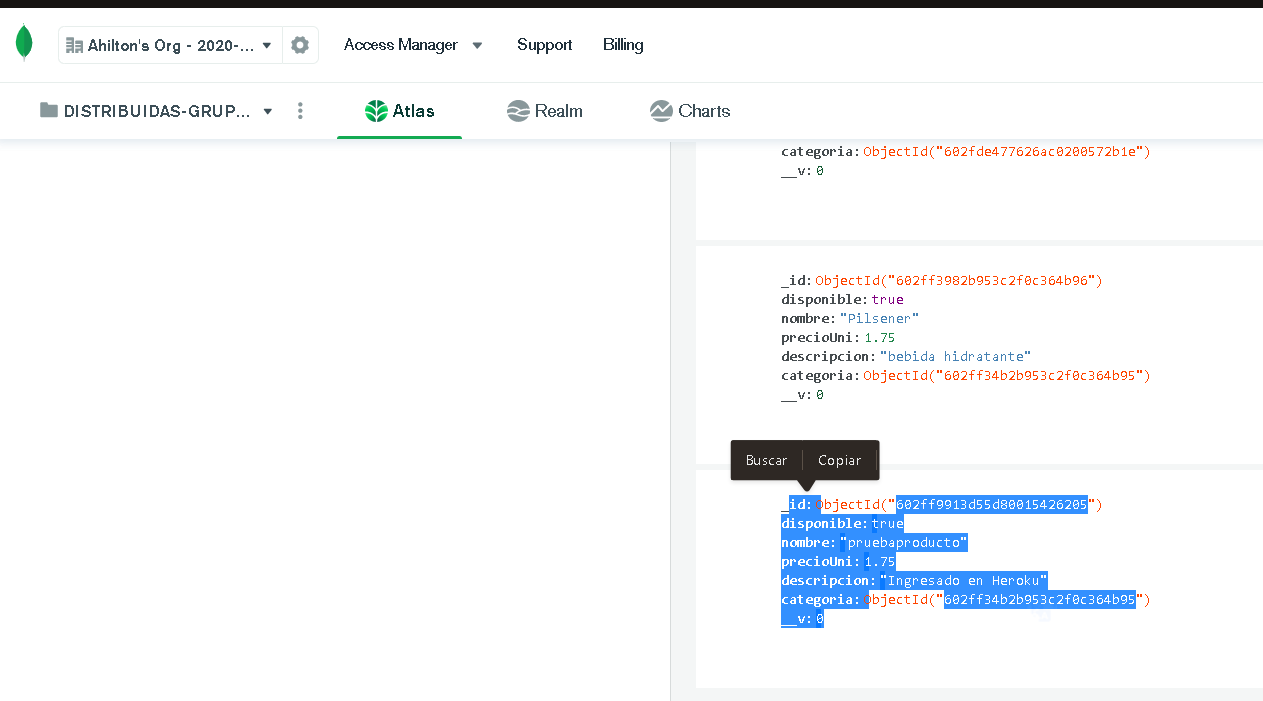 Ahilton's Org - 2020-...
Access Manager
Support
Billing
DISTRIBUIDAS-GRUP...
Atlas
Realm
Charts
categoria: ObjectId("602fde477626ac0200572b1e")
__v: 0
_id: ObjectId("602ff3982b953c2f0c364b96")
disponible: true
nombre: "Pilsener"
precioUni: 1.75
descripcion: "bebida hidratante"
categoria: ObjectId("602ff34b2b953c2f0c364b95")
__v: 0
Buscar
Copiar
_id: ObjectId("602ff9913d55d80015426205")
disponible: true
nombre: "pruebaproducto"
precioUni: 1.75
descripcion: "Ingresado en Heroku"
categoria: ObjectId("602ff34b2b953c2f0c364b95")
__v: 0